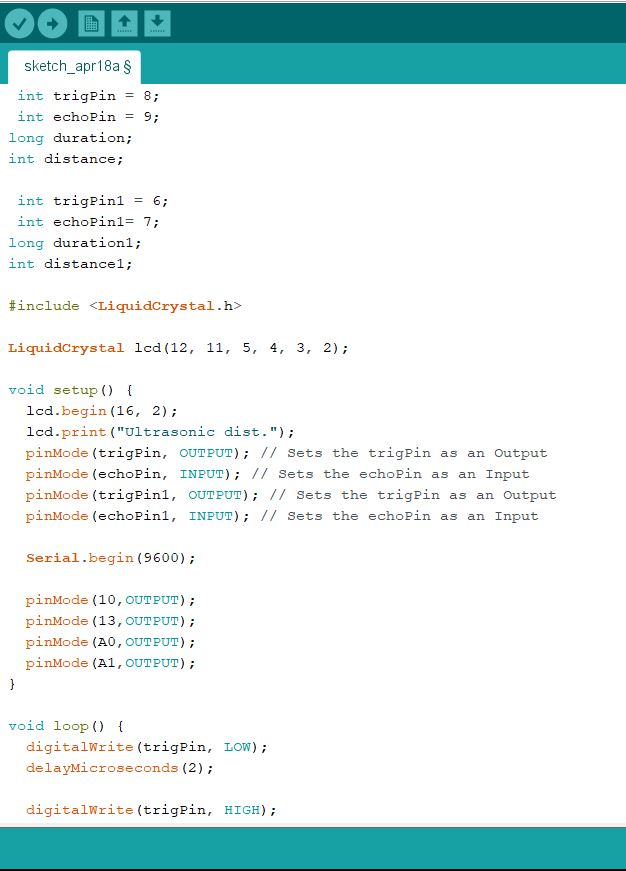 sketch_apr18a §
int trigPin = 8;
int echoPin = 9;
long duration;
int distance;
int trigPin1 = 6;
int echoPin1= 7;
long duration1;
int distance1;
#include <LiquidCrystal.h>
LiquidCrystal lcd(12, 11, 5, 4, 3, 2);
void setup() {
lcd.begin(16, 2);
lcd.print("Ultrasonic dist.");
pinMode(trigPin, OUTPUT); // Sets the trigPin as an Output
pinMode(echoPin, INPUT); // Sets the echoPin as an Input
pinMode(trigPin1, OUTPUT); // Sets the trigPin as an Output
pinMode(echoPin1, INPUT); // Sets the echoPin as an Input
Serial.begin(9600);
pinMode(10,OUTPUT);
pinMode(13,OUTPUT);
pinMode(A0,OUTPUT);
pinMode(A1,OUTPUT);
}
void loop() {
digitalWrite(trigPin, LOW);
delayMicroseconds(2);
digitalWrite(trigPin, HIGH);